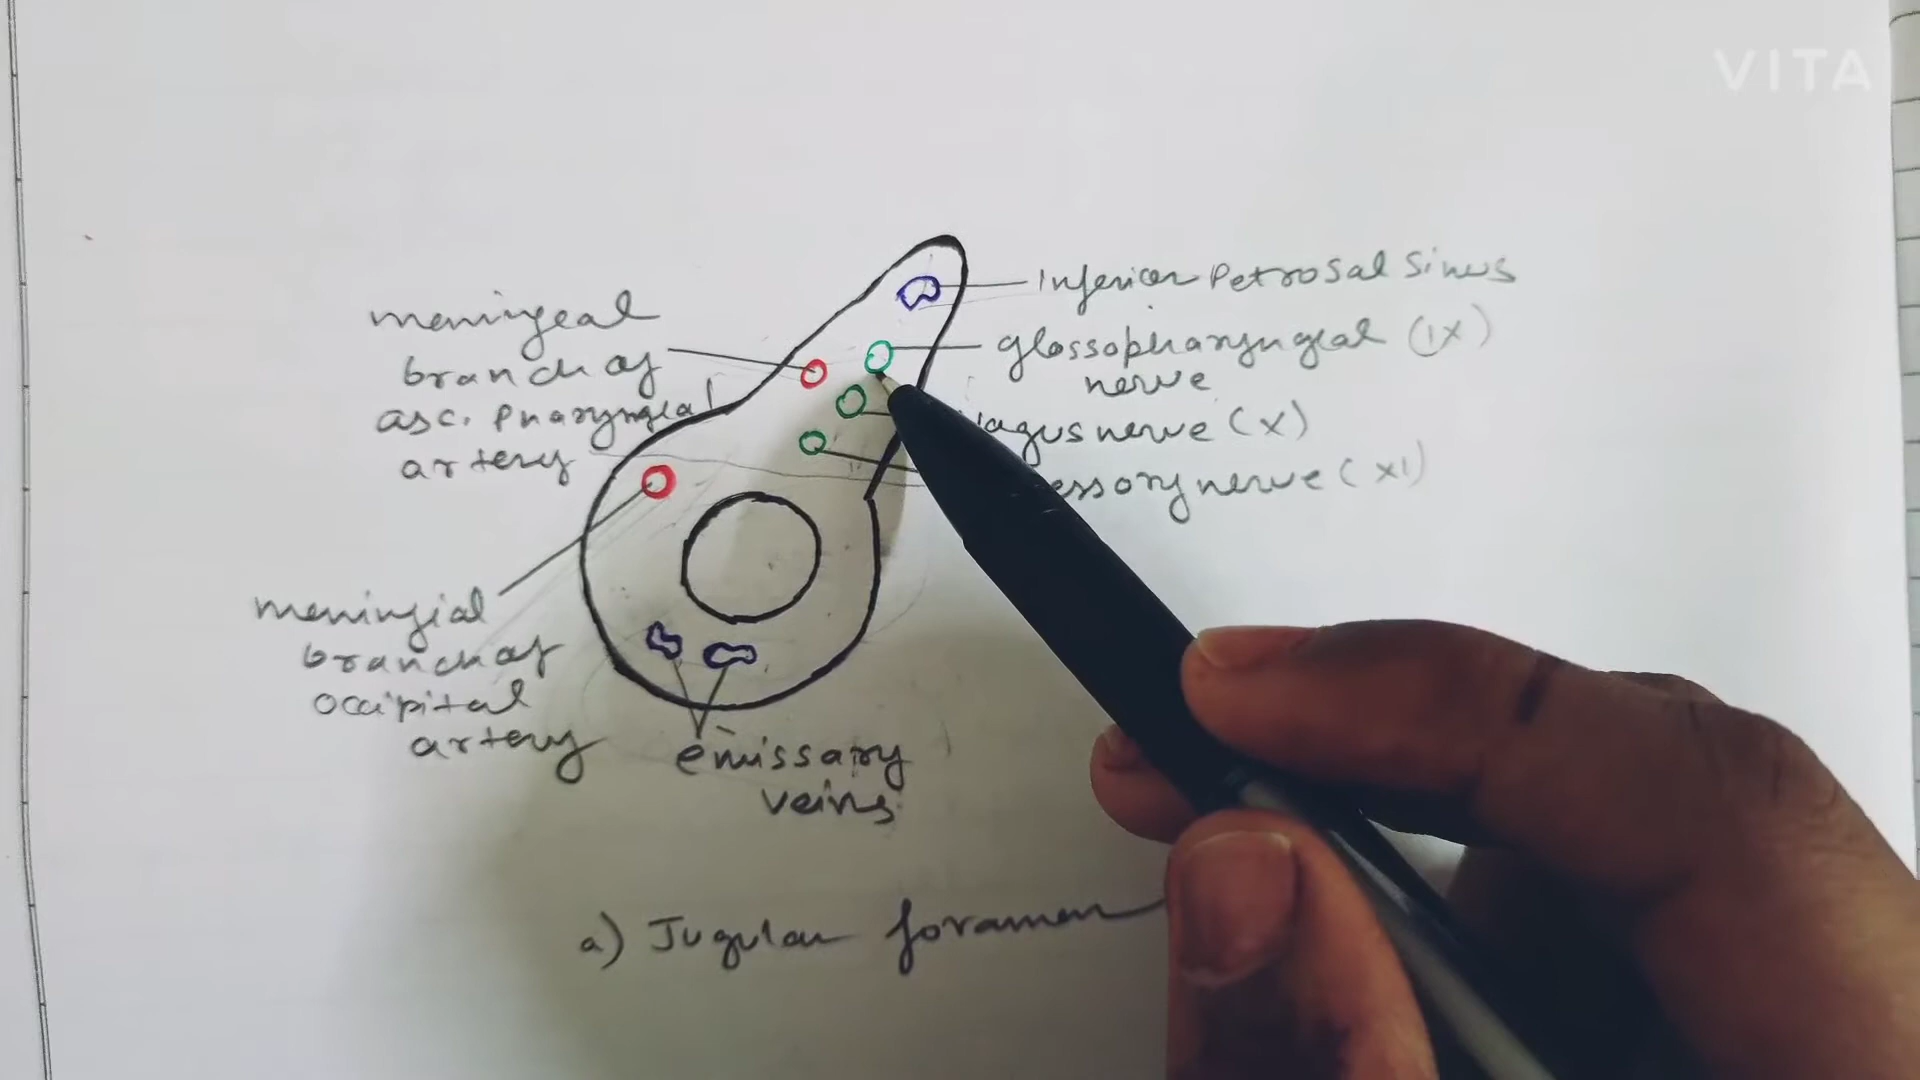 VITA
Inferior Petrosal Sinus
glossopharyngeal (IX)
nerve
vagus nerve (X)
essory nerve (XI)
meningeal
branch of
asc. Pharyngeal
artery
meningial
branch of
occipital
artery
emissary
veins
a) Jugular foramen